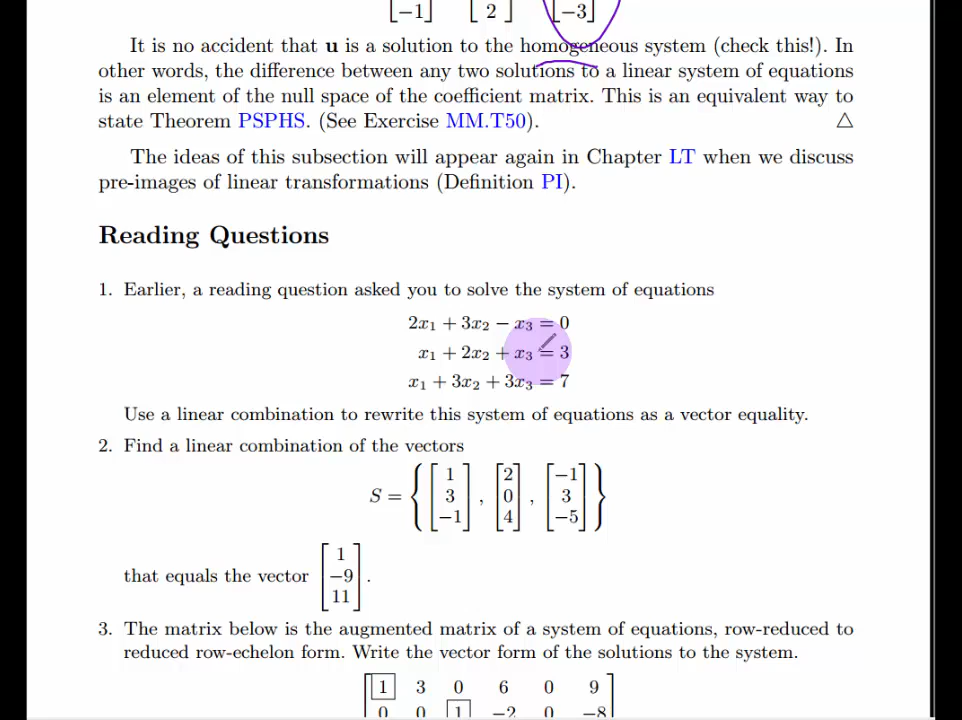 [−1] [2] [−3]
It is no accident that u is a solution to the homogeneous system (check this!). In
other words, the difference between any two solutions to a linear system of equations
is an element of the null space of the coefficient matrix. This is an equivalent way to
state Theorem PSPHS. (See Exercise MM.T50). △
The ideas of this subsection will appear again in Chapter LT when we discuss
pre-images of linear transformations (Definition PI).
Reading Questions
1. Earlier, a reading question asked you to solve the system of equations
2x₁ + 3x₂ − x₃ = 0
x₁ + 2x₂ + x₃ = 3
x₁ + 3x₂ + 3x₃ = 7
Use a linear combination to rewrite this system of equations as a vector equality.
2. Find a linear combination of the vectors
S = { [1 3 −1], [2 0 4], [−1 3 −5] }
that equals the vector [1 −9 11].
3. The matrix below is the augmented matrix of a system of equations, row-reduced to
reduced row-echelon form. Write the vector form of the solutions to the system.
1 3 0 6 0 9
0 0 1 −2 0 −8